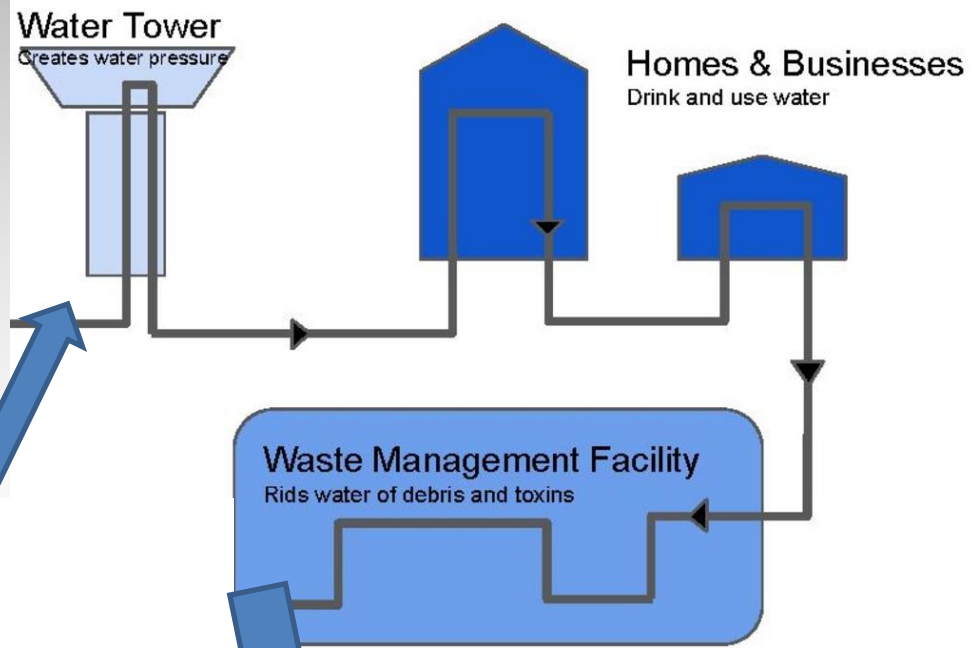 Water Tower
Creates water pressure
Homes & Businesses
Drink and use water
Waste Management Facility
Rids water of debris and toxins